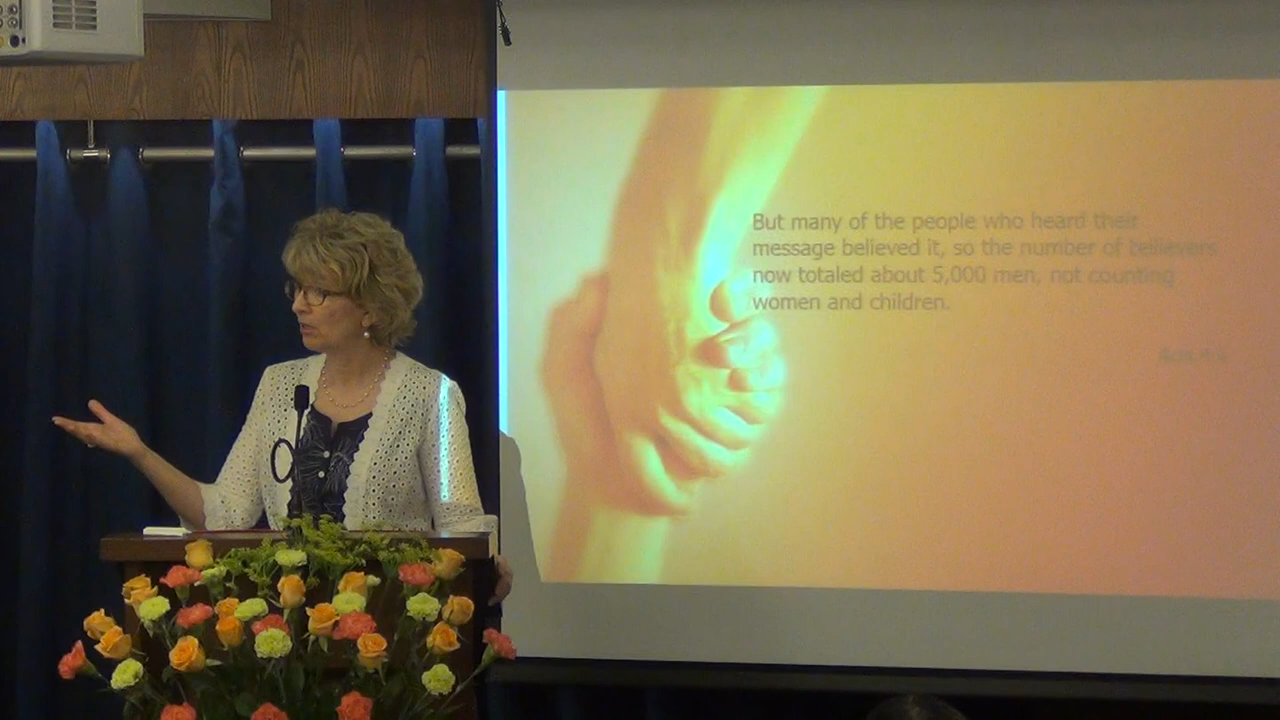 But many of the people who heard their
message believed it, so the number of believers
now totaled about 5,000 men, not counting
women and children.